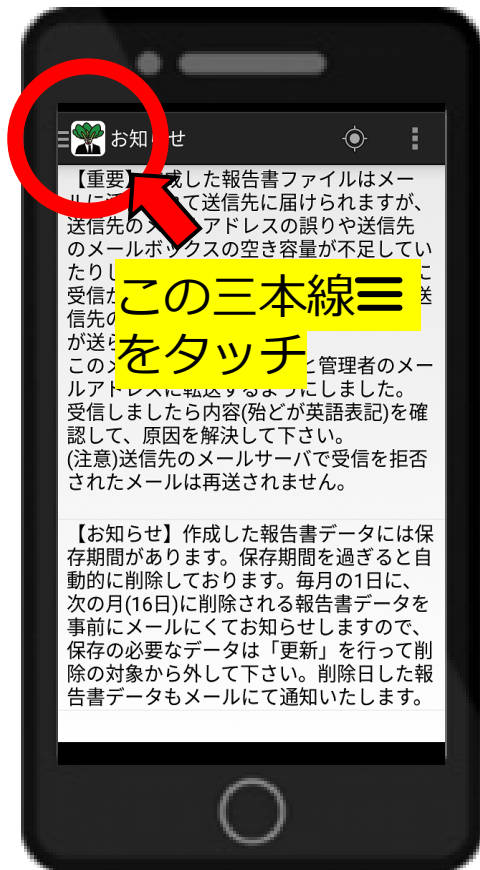 お知らせ
【重要】作成した報告書ファイルはメー
て送信先に届けられますが、
送信先の アドレスの誤りや送信先
のメールボックスの空き容量が不足してい
たり に
受信 送
信先の
が送
この三本線☰
をタッチ
この と管理者のメー
ルアドレスに転送するようにしました。
受信しましたら内容(殆どが英語表記)を確
認して、原因を解決して下さい。
(注意)送信先のメールサーバで受信を拒否
されたメールは再送されません。
【お知らせ】作成した報告書データには保
存期間があります。保存期間を過ぎると自
動的に削除しております。毎月の1日に、
次の月(16日)に削除される報告書データを
事前にメールにくてお知らせしますので、
保存の必要なデータは「更新」を行って削
除の対象から外して下さい。削除日した報
告書データもメールにて通知いたします。